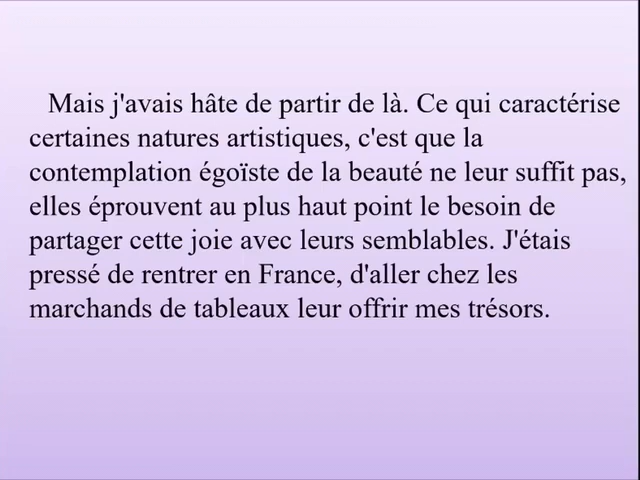 Mais j'avais hâte de partir de là. Ce qui caractérise
certaines natures artistiques, c'est que la
contemplation égoïste de la beauté ne leur suffit pas,
elles éprouvent au plus haut point le besoin de
partager cette joie avec leurs semblables. J'étais
pressé de rentrer en France, d'aller chez les
marchands de tableaux leur offrir mes trésors.